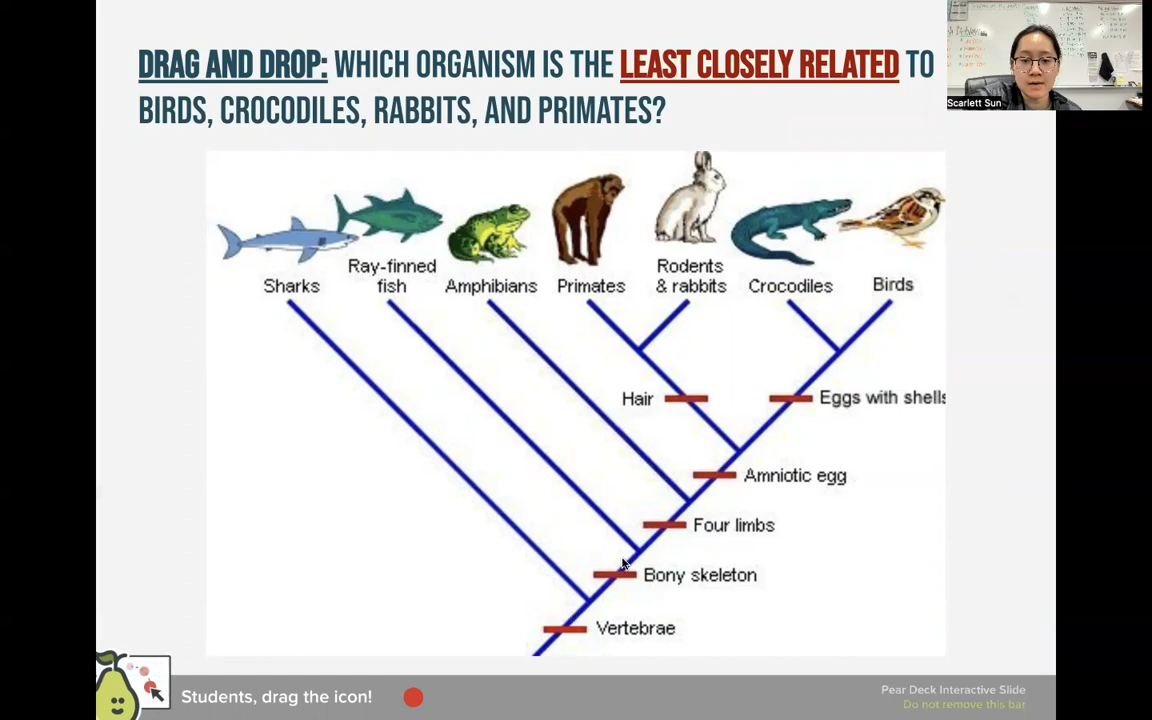 DRAG AND DROP: WHICH ORGANISM IS THE LEAST CLOSELY RELATED TO
BIRDS, CROCODILES, RABBITS, AND PRIMATES?
Scarlett Sun
Sharks
Ray-finned
fish
Amphibians
Primates
Rodents
& rabbits
Crocodiles
Birds
Hair
Eggs with shells
Amniotic egg
Four limbs
Bony skeleton
Vertebrae
Students, drag the icon!
Pear Deck Interactive Slide
Do not remove this bar